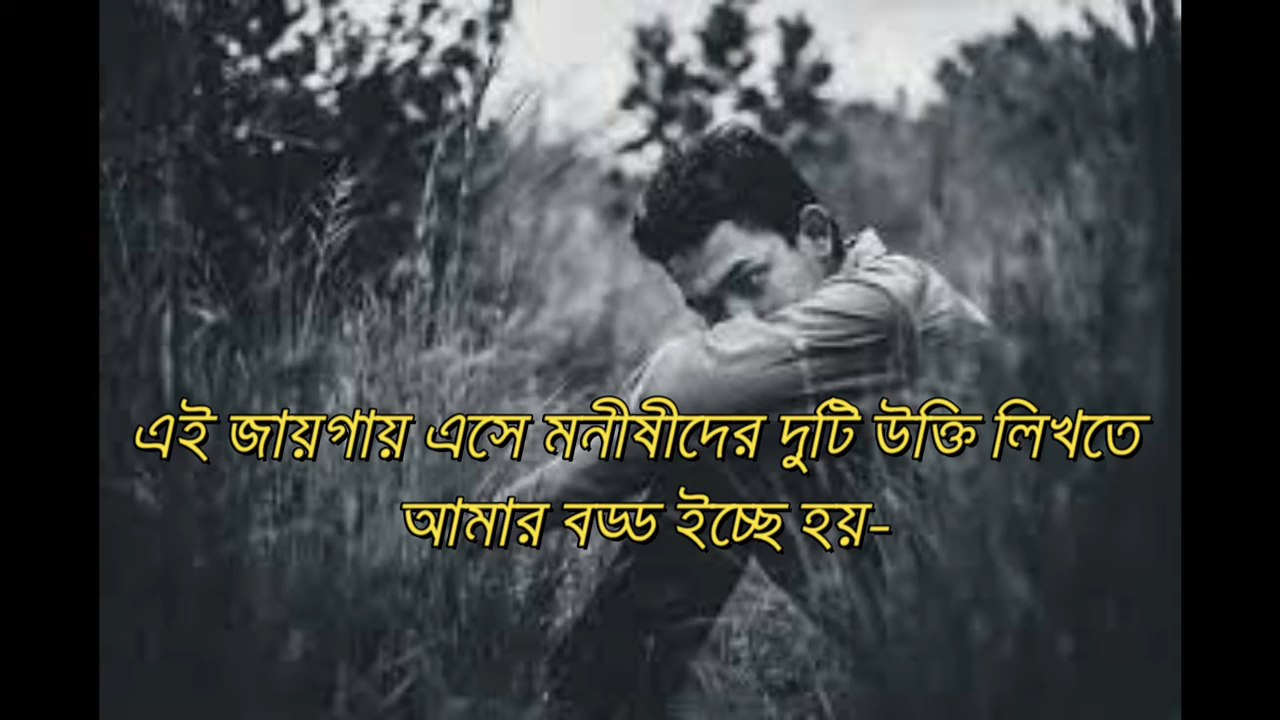 এই জায়গায় এসে মনীষীদের দুটি উক্তি লিখতে
আমার বড্ড ইচ্ছে হয়-